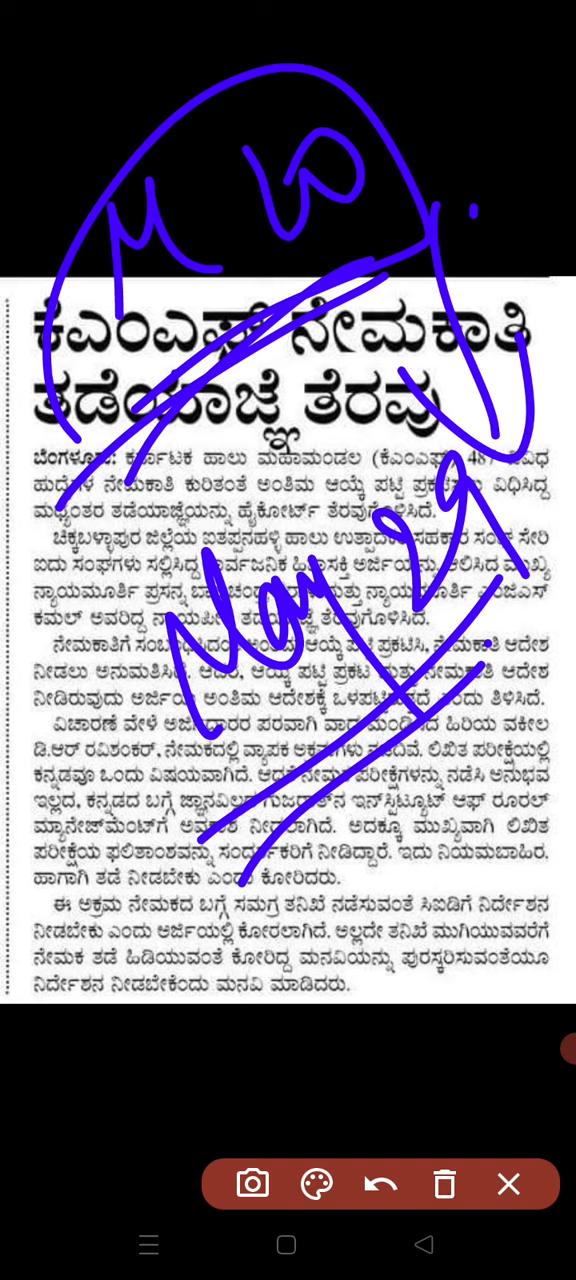 ಕೆಎಂಎಫ್ ನೇಮಕಾತಿ
ತಡೆಯಾಜ್ಞೆ ತೆರವು
ಬೆಂಗಳೂರು: ಕರ್ನಾಟಕ ಹಾಲು ಮಹಾಮಂಡಲ (ಕೆಎಂಎಫ್) 487 ವಿವಿಧ
ಹುದ್ದೆಗಳ ನೇಮಕಾತಿ ಕುರಿತಂತೆ ಅಂತಿಮ ಆಯ್ಕೆ ಪಟ್ಟಿ ವಿಧಿಸಿದ್ದ
ಮಧ್ಯಂತರ ತಡೆಯಾಜ್ಞೆಯನ್ನು ಹೈಕೋರ್ಟ್ ತೆರವುಗೊಳಿಸಿದೆ.
ಚಿಕ್ಕಬಳ್ಳಾಪುರ ಜಿಲ್ಲೆಯ ಐತಪ್ಪನಹಳ್ಳಿ ಹಾಲು ಉತ್ಪಾದಕರ ಸಹಕಾರ ಸಂಘ ಸೇರಿ
ಐದು ಸಂಘಗಳು ಸಲ್ಲಿಸಿದ್ದ ಸಾರ್ವಜನಿಕ ಹಿತಾಸಕ್ತಿ ಅರ್ಜಿಯನ್ನು ಆಲಿಸಿದ ಮುಖ್ಯ
ನ್ಯಾಯಮೂರ್ತಿ ಪ್ರಸನ್ನ ಮತ್ತು ನ್ಯಾಯಮೂರ್ತಿ ಎಂಜಿಎಸ್
ಕಮಲ್ ಅವರಿದ್ದ ನ್ಯಾಯಪೀಠ ತಡೆಯಾಜ್ಞೆ ತೆರವುಗೊಳಿಸಿದೆ.
ನೇಮಕಾತಿಗೆ ಸಂಬಂಧಿಸಿದಂತೆ ಅಂತಿಮ ಆಯ್ಕೆ ಪಟ್ಟಿ ಪ್ರಕಟಿಸಿ, ನೇಮಕಾತಿ ಆದೇಶ
ನೀಡಲು ಅನುಮತಿಸಿದೆ. ಆದರೆ, ಆಯ್ಕೆ ಪಟ್ಟಿ ಪ್ರಕಟ ಮತ್ತು ನೇಮಕಾತಿ ಆದೇಶ
ನೀಡಿರುವುದು ಅರ್ಜಿಯ ಅಂತಿಮ ಆದೇಶಕ್ಕೆ ಒಳಪಟ್ಟಿರುತ್ತದೆ ಎಂದು ತಿಳಿಸಿದೆ.
ವಿಚಾರಣೆ ವೇಳೆ ಅರ್ಜಿದಾರರ ಪರವಾಗಿ ವಾದ ಮಂಡಿಸಿದ ಹಿರಿಯ ವಕೀಲ
ಡಿ.ಆರ್ ರವಿಶಂಕರ್, ನೇಮಕದಲ್ಲಿ ವ್ಯಾಪಕ ಅಕ್ರಮಗಳು ನಡೆದಿವೆ. ಲಿಖಿತ ಪರೀಕ್ಷೆಯಲ್ಲಿ
ಕನ್ನಡವೂ ಒಂದು ವಿಷಯವಾಗಿದೆ. ಆದರೆ ನೇಮಕ ಪರೀಕ್ಷೆಗಳನ್ನು ನಡೆಸಿ ಅನುಭವ
ಇಲ್ಲದ, ಕನ್ನಡದ ಬಗ್ಗೆ ಜ್ಞಾನವಿಲ್ಲದ ಗುಜರಾತ್‌ನ ಇನ್‌ಸ್ಟಿಟ್ಯೂಟ್ ಆಫ್ ರೂರಲ್
ಮ್ಯಾನೇಜ್‌ಮೆಂಟ್‌ಗೆ ಅವಕಾಶ ನೀಡಲಾಗಿದೆ. ಅದಕ್ಕೂ ಮುಖ್ಯವಾಗಿ ಲಿಖಿತ
ಪರೀಕ್ಷೆಯ ಫಲಿತಾಂಶವನ್ನು ಸಂದರ್ಶಕರಿಗೆ ನೀಡಿದ್ದಾರೆ. ಇದು ನಿಯಮಬಾಹಿರ.
ಹಾಗಾಗಿ ತಡೆ ನೀಡಬೇಕು ಎಂದು ಕೋರಿದರು.
ಈ ಅಕ್ರಮ ನೇಮಕದ ಬಗ್ಗೆ ಸಮಗ್ರ ತನಿಖೆ ನಡೆಸುವಂತೆ ಸಿಐಡಿಗೆ ನಿರ್ದೇಶನ
ನೀಡಬೇಕು ಎಂದು ಅರ್ಜಿಯಲ್ಲಿ ಕೋರಲಾಗಿದೆ. ಅಲ್ಲದೇ ತನಿಖೆ ಮುಗಿಯುವವರೆಗೆ
ನೇಮಕ ತಡೆ ಹಿಡಿಯುವಂತೆ ಕೋರಿದ್ದ ಮನವಿಯನ್ನು ಪುರಸ್ಕರಿಸುವಂತೆಯೂ
ನಿರ್ದೇಶನ ನೀಡಬೇಕೆಂದು ಮನವಿ ಮಾಡಿದರು.
May 29